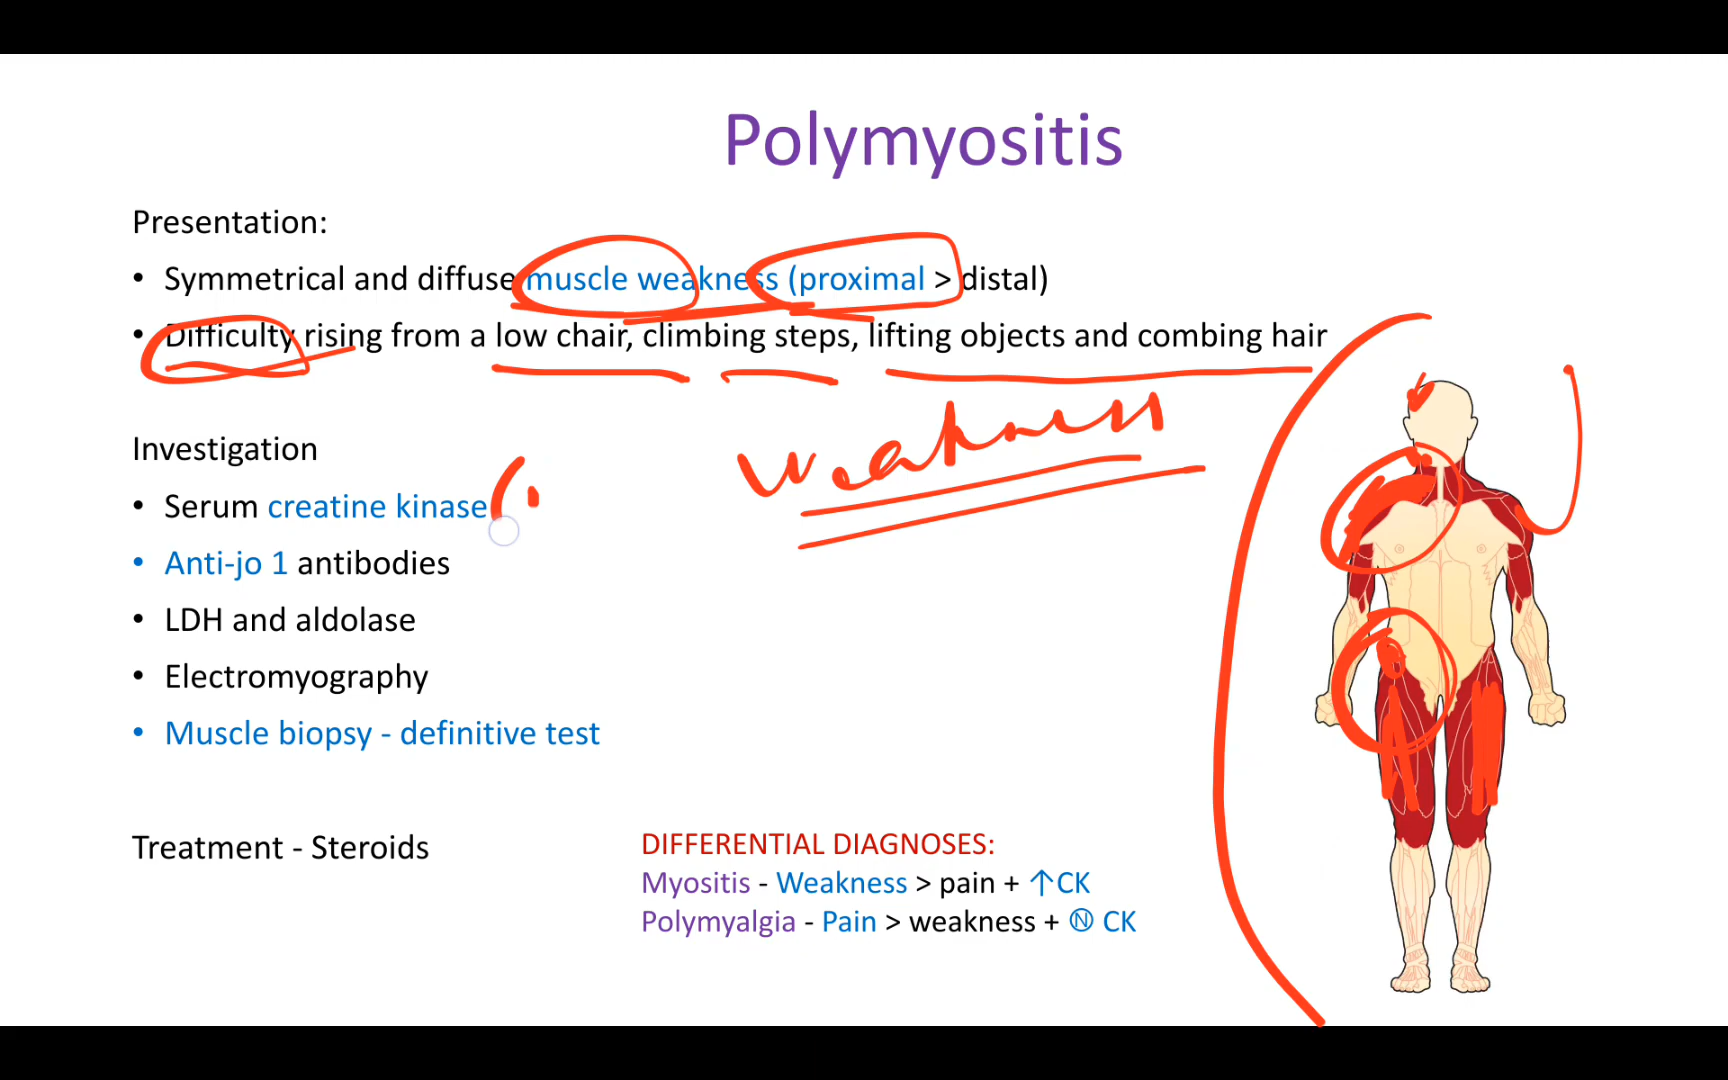 Polymyositis
Presentation:
• Symmetrical and diffuse muscle weakness (proximal > distal)
• Difficulty rising from a low chair, climbing steps, lifting objects and combing hair
weakness
Investigation
• Serum creatine kinase
• Anti-jo 1 antibodies
• LDH and aldolase
• Electromyography
• Muscle biopsy - definitive test
Treatment - Steroids
DIFFERENTIAL DIAGNOSES:
Myositis - Weakness > pain + ↑CK
Polymyalgia - Pain > weakness + Ⓝ CK